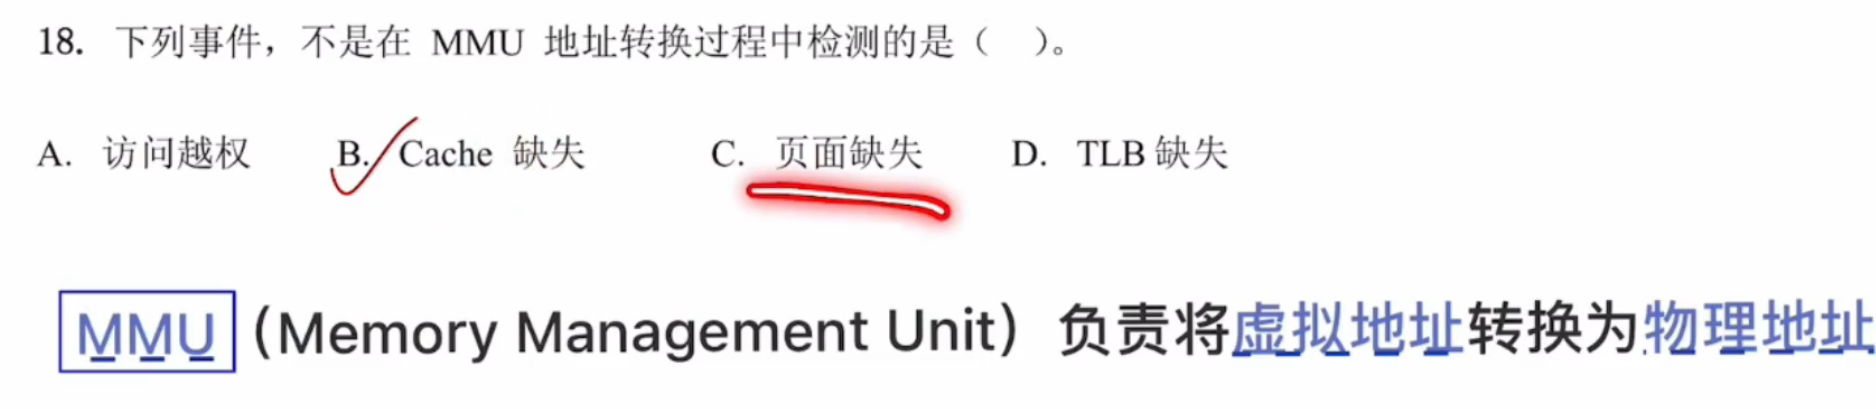 18. 下列事件，不是在 MMU 地址转换过程中检测的是（ ）。
A. 访问越权 B. Cache 缺失 C. 页面缺失 D. TLB 缺失
MMU（Memory Management Unit）负责将虚拟地址转换为物理地址